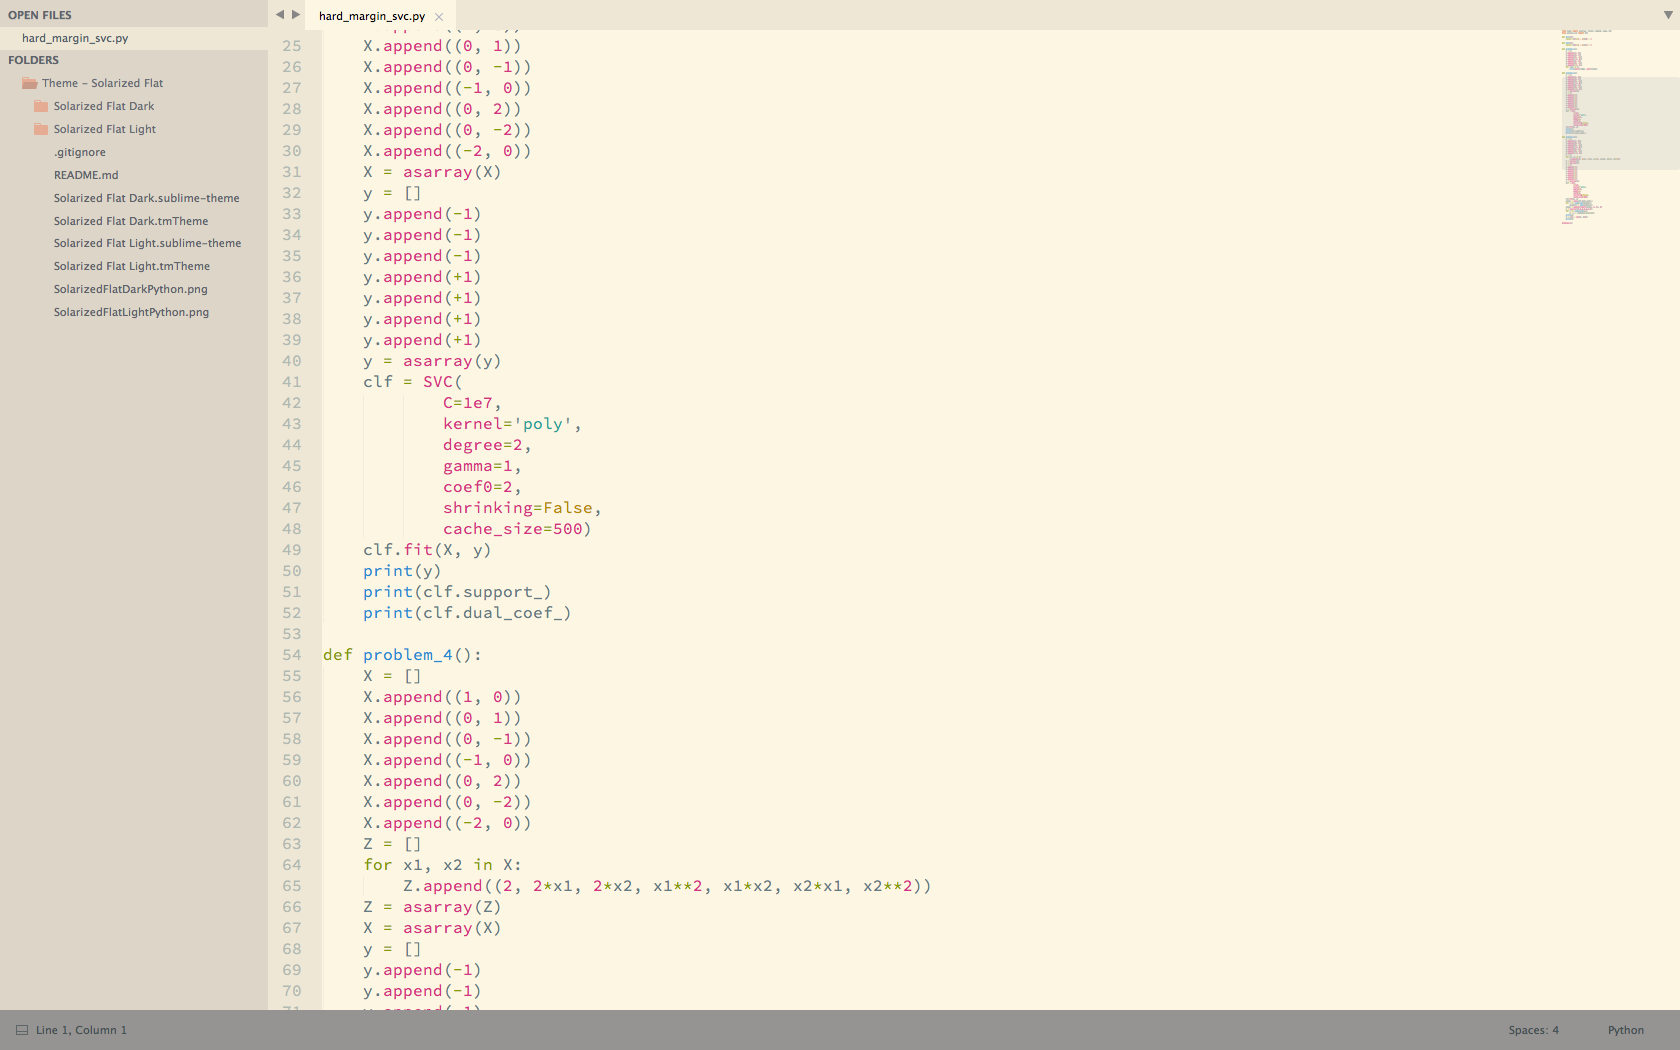 OPEN FILES
hard_margin_svc.py
FOLDERS
Theme – Solarized Flat
Solarized Flat Dark
Solarized Flat Light
.gitignore
README.md
Solarized Flat Dark.sublime-theme
Solarized Flat Dark.tmTheme
Solarized Flat Light.sublime-theme
Solarized Flat Light.tmTheme
SolarizedFlatDarkPython.png
SolarizedFlatLightPython.png
hard_margin_svc.py
25 X.append((0, 1))
26 X.append((0, -1))
27 X.append((-1, 0))
28 X.append((0, 2))
29 X.append((0, -2))
30 X.append((-2, 0))
31 X = asarray(X)
32 y = []
33 y.append(-1)
34 y.append(-1)
35 y.append(-1)
36 y.append(+1)
37 y.append(+1)
38 y.append(+1)
39 y.append(+1)
40 y = asarray(y)
41 clf = SVC(
42 C=1e7,
43 kernel='poly',
44 degree=2,
45 gamma=1,
46 coef0=2,
47 shrinking=False,
48 cache_size=500)
49 clf.fit(X, y)
50 print(y)
51 print(clf.support_)
52 print(clf.dual_coef_)
53
54 def problem_4():
55 X = []
56 X.append((1, 0))
57 X.append((0, 1))
58 X.append((0, -1))
59 X.append((-1, 0))
60 X.append((0, 2))
61 X.append((0, -2))
62 X.append((-2, 0))
63 Z = []
64 for x1, x2 in X:
65 Z.append((2, 2*x1, 2*x2, x1**2, x1*x2, x2*x1, x2**2))
66 Z = asarray(Z)
67 X = asarray(X)
68 y = []
69 y.append(-1)
70 y.append(-1)
Line 1, Column 1
Spaces: 4
Python